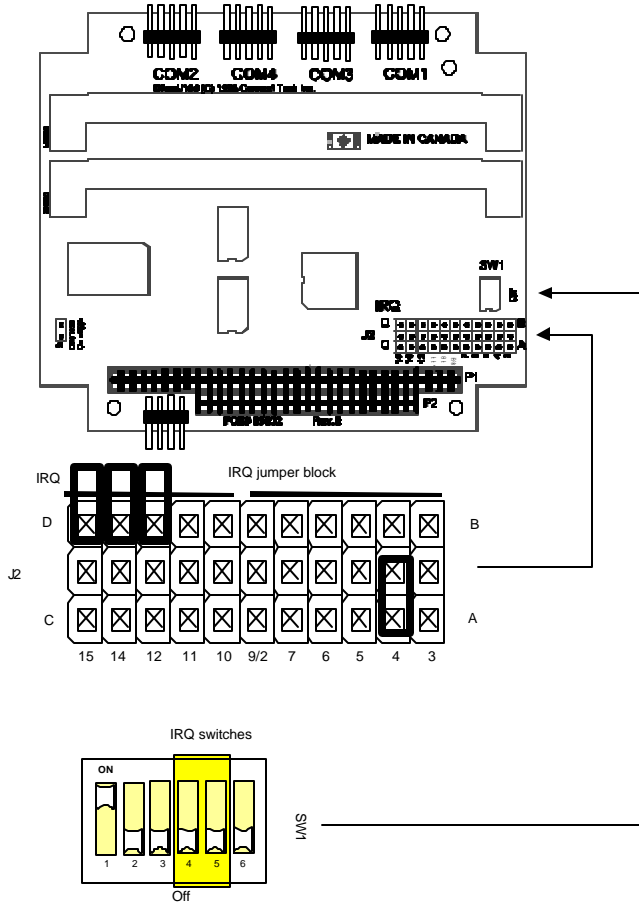 COM2 COM4 COM3 COM1
MADE IN CANADA
SW1
IRQ
J2
P1
P2
Rev.B
IRQ IRQ jumper block
D B
J2
C A
15 14 12 11 10 9/2 7 6 5 4 3
IRQ switches
ON
1 2 3 4 5 6
SW1
Off